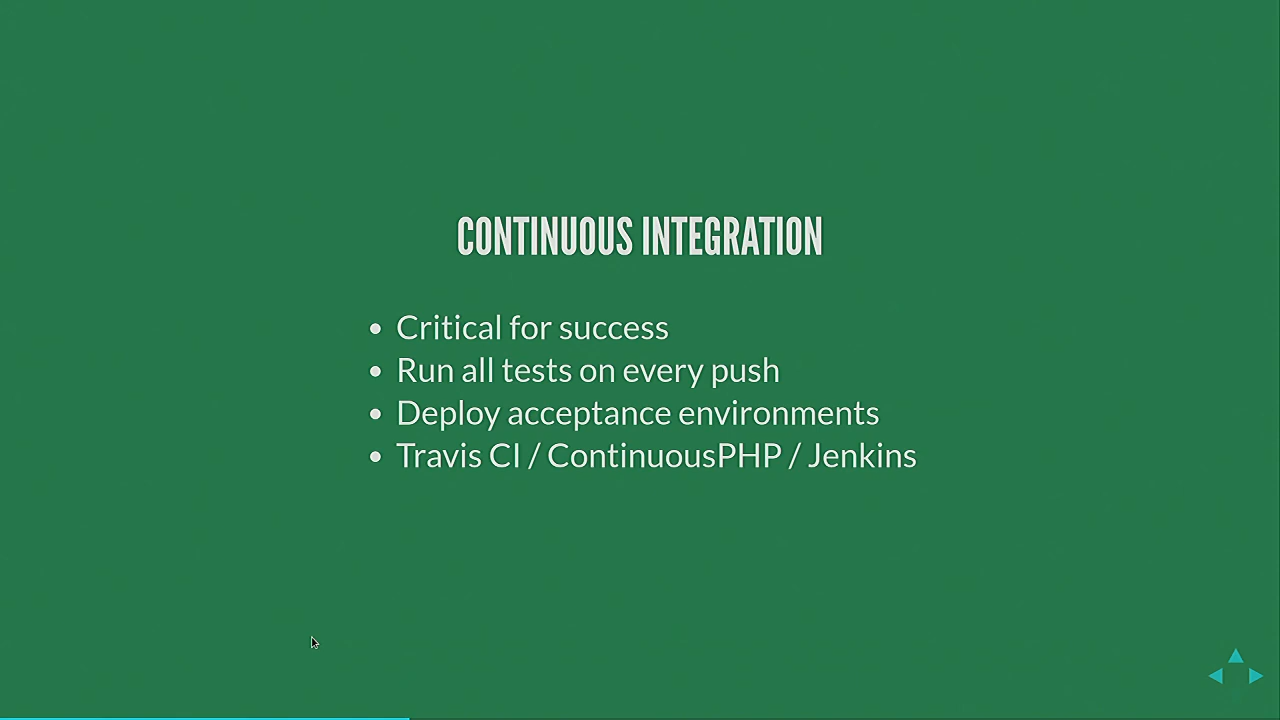 CONTINUOUS INTEGRATION
• Critical for success
• Run all tests on every push
• Deploy acceptance environments
• Travis CI / ContinuousPHP / Jenkins